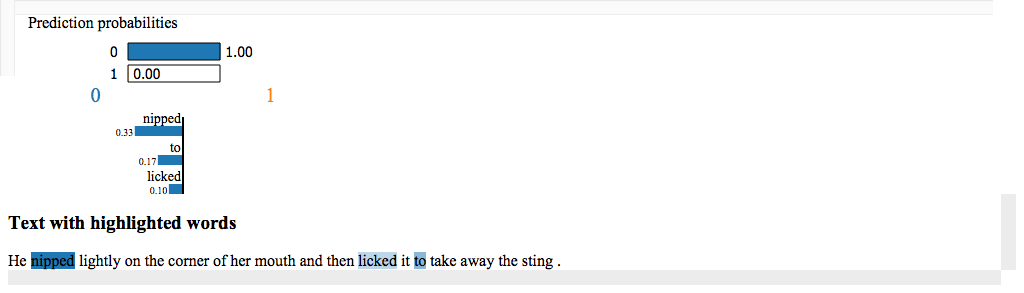 Prediction probabilities
0 1.00
1 0.00
0 1
nipped
0.33
to
0.17
licked
0.10
Text with highlighted words
He nipped lightly on the corner of her mouth and then licked it to take away the sting .